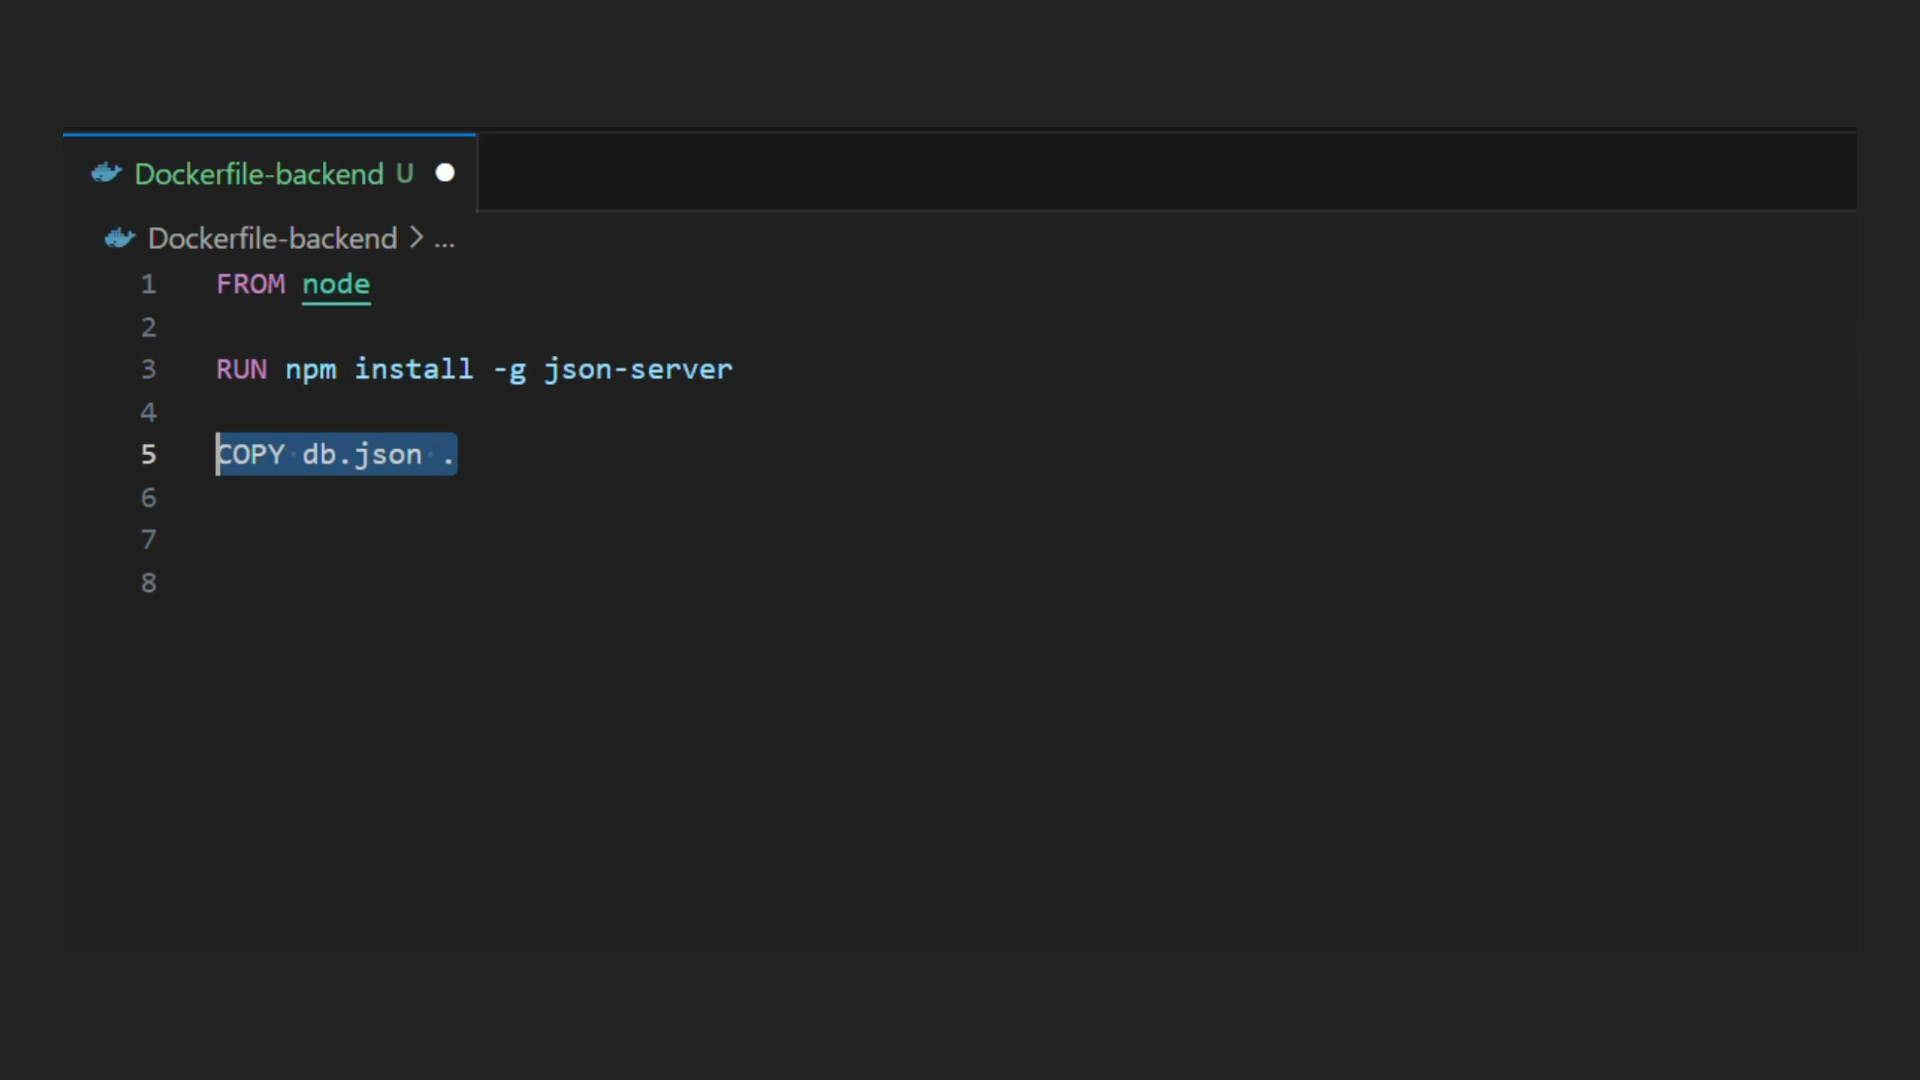 Dockerfile-backend U
Dockerfile-backend > ...
1 FROM node
2
3 RUN npm install -g json-server
4
5 COPY db.json .
6
7
8